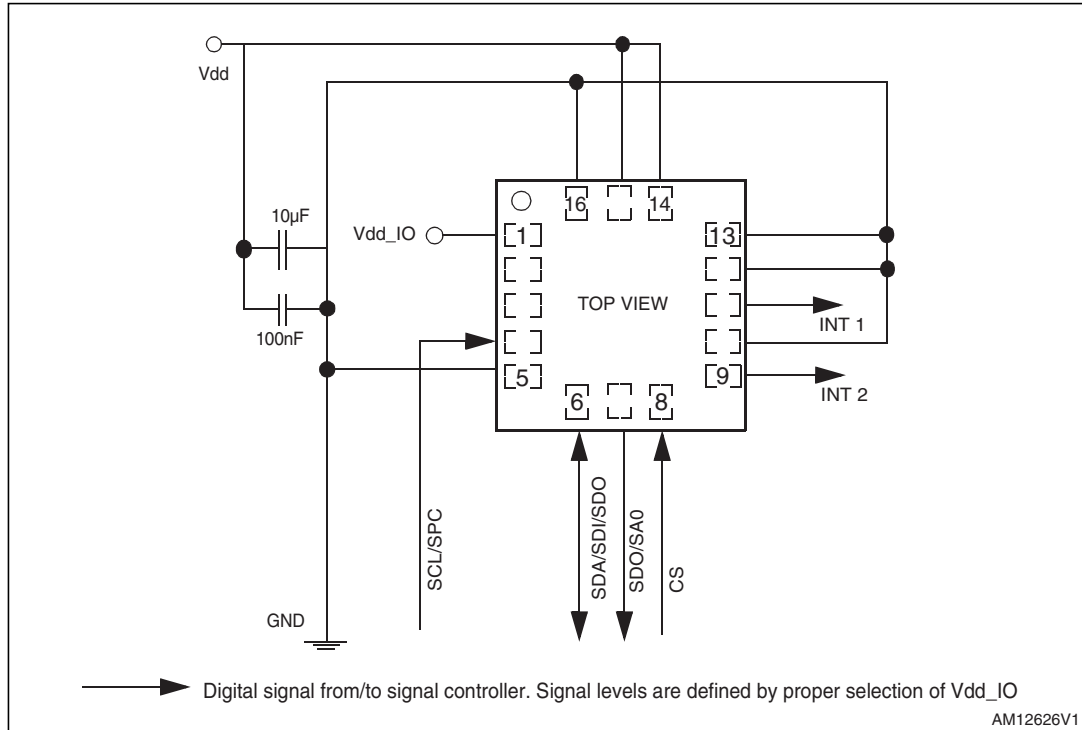 Vdd
16
14
10µF
Vdd_IO
1
13
TOP VIEW
INT 1
100nF
5
9
INT 2
6
8
SCL/SPC
SDA/SDI/SDO
SDO/SA0
CS
GND
Digital signal from/to signal controller. Signal levels are defined by proper selection of Vdd_IO
AM12626V1